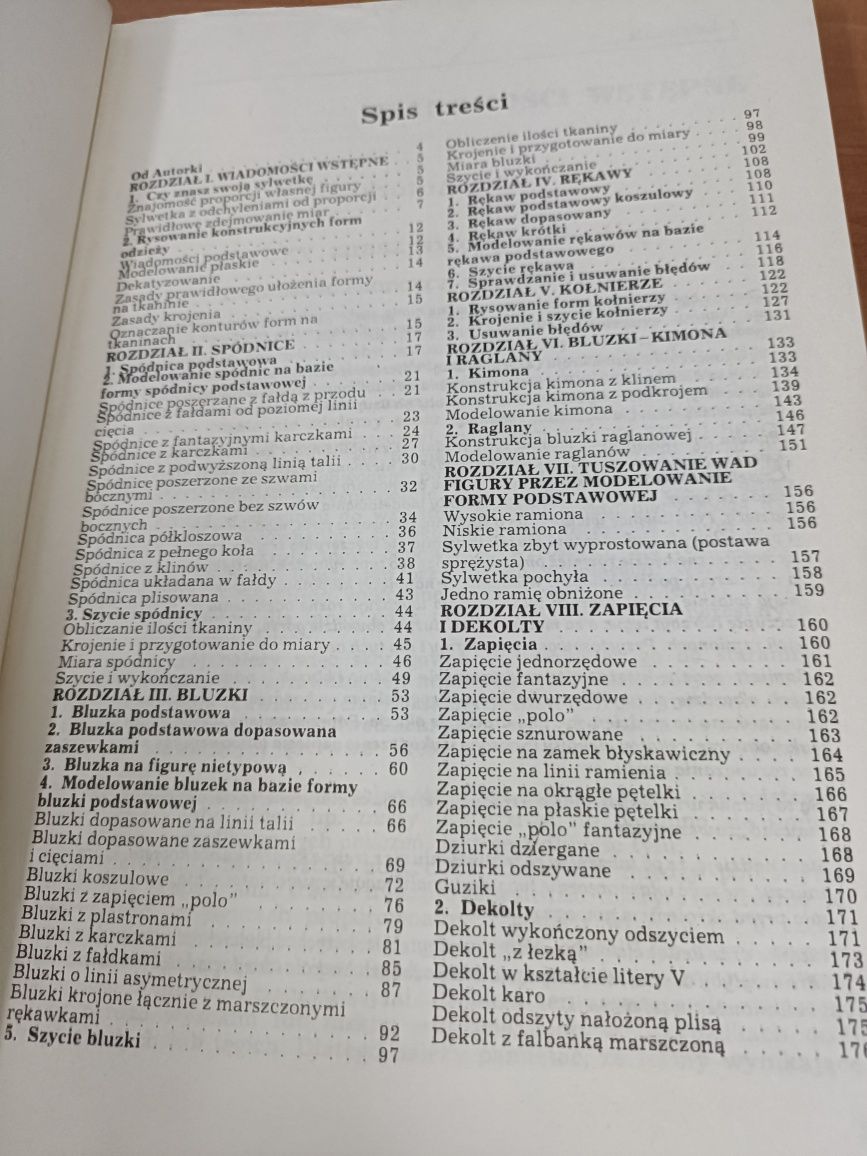 Spis treści
Od Autorki 4
ROZDZIAŁ I. WIADOMOŚCI WSTĘPNE . . 5
1. Czy znasz swoją sylwetkę . . . . 5
Znajomość proporcji własnej figury . . 5
Sylwetka z odchyleniami od proporcji . . 6
Prawidłowe zdejmowanie miar . . . 7
2. Rysowanie konstrukcyjnych form
odzieży . . . . 12
Wiadomości podstawowe . . . . 12
Modelowanie płaskie . . . . 13
Dekatyzowanie . . . . 14
Zasady prawidłowego ułożenia formy
na tkaninie . . . . 14
Zasady krojenia . . . . 15
Oznaczanie konturów form na
tkaninach . . . . 15
ROZDZIAŁ II. SPÓDNICE . . . . 17
1. Spódnica podstawowa . . . . 17
2. Modelowanie spódnic na bazie
formy spódnicy podstawowej . . . . 21
Spódnice poszerzane z fałdą z przodu . . 21
Spódnice z fałdami od poziomej linii
cięcia . . . . 23
Spódnice z fantazyjnymi karczkami . . . 24
Spódnice z karczkami . . . . 27
Spódnice z podwyższoną linią talii . . . . 30
Spódnice poszerzone ze szwami
bocznymi . . . . 32
Spódnice poszerzone bez szwów
bocznych . . . . 34
Spódnica półkloszowa . . . . 36
Spódnica z pełnego koła . . . . 37
Spódnice z klinów . . . . 38
Spódnica układana w fałdy . . . . 41
Spódnica plisowana . . . . 43
3. Szycie spódnicy . . . . 44
Obliczanie ilości tkaniny . . . . 44
Krojenie i przygotowanie do miary . . . . 45
Miara spódnicy . . . . 46
Szycie i wykończanie . . . . 49
ROZDZIAŁ III. BLUZKI . . . . 53
1. Bluzka podstawowa . . . . 53
2. Bluzka podstawowa dopasowana
zaszewkami . . . . 56
3. Bluzka na figurę nietypową . . . . 60
4. Modelowanie bluzek na bazie formy
bluzki podstawowej . . . . 66
Bluzki dopasowane na linii talii . . . . 66
Bluzki dopasowane zaszewkami
i cięciami . . . . 69
Bluzki koszulowe . . . . 72
Bluzki z zapięciem „polo” . . . . 76
Bluzki z plastronami . . . . 79
Bluzki z karczkami . . . . 81
Bluzki z fałdkami . . . . 85
Bluzki o linii asymetrycznej . . . . 87
Bluzki krojone łącznie z marszczonymi
rękawkami . . . . 92
5. Szycie bluzki . . . . 97
Obliczenie ilości tkaniny . . . . 97
Krojenie i przygotowanie do miary . . . . 98
Miara bluzki . . . . 99
Szycie i wykończanie . . . . 102
ROZDZIAŁ IV. RĘKAWY . . . . 108
1. Rękaw podstawowy . . . . 108
2. Rękaw podstawowy koszulowy . . . . 110
3. Rękaw dopasowany . . . . 111
4. Rękaw krótki . . . . 112
5. Modelowanie rękawów na bazie
rękawa podstawowego . . . . 114
6. Szycie rękawa . . . . 116
7. Sprawdzanie i usuwanie błędów . . . . 118
ROZDZIAŁ V. KOŁNIERZE . . . . 122
1. Rysowanie form kołnierzy . . . . 122
2. Krojenie i szycie kołnierzy . . . . 127
3. Usuwanie błędów . . . . 131
ROZDZIAŁ VI. BLUZKI – KIMONA
I RAGLANY . . . . 133
1. Kimona . . . . 133
Konstrukcja kimona z klinem . . . . 134
Konstrukcja kimona z podkrojem . . . . 139
Modelowanie kimona . . . . 143
2. Raglany . . . . 146
Konstrukcja bluzki raglanowej . . . . 147
Modelowanie raglanów . . . . 151
ROZDZIAŁ VII. TUSZOWANIE WAD
FIGURY PRZEZ MODELOWANIE
FORMY PODSTAWOWEJ . . . . 156
Wysokie ramiona . . . . 156
Niskie ramiona . . . . 156
Sylwetka zbyt wyprostowana (postawa
sprężysta) . . . . 157
Sylwetka pochyła . . . . 158
Jedno ramię obniżone . . . . 159
ROZDZIAŁ VIII. ZAPIĘCIA
I DEKOLTY . . . . 160
1. Zapięcia . . . . 160
Zapięcie jednorzędowe . . . . 161
Zapięcie fantazyjne . . . . 162
Zapięcie dwurzędowe . . . . 162
Zapięcie „polo” . . . . 162
Zapięcie sznurowane . . . . 163
Zapięcie na zamek błyskawiczny . . . . 164
Zapięcie na linii ramienia . . . . 165
Zapięcie na okrągłe pętelki . . . . 166
Zapięcie na płaskie pętelki . . . . 167
Zapięcie „polo” fantazyjne . . . . 168
Dziurki dziergane . . . . 168
Dziurki odszywane . . . . 169
Guziki . . . . 170
2. Dekolty . . . . 171
Dekolt wykończony odszyciem . . . . 171
Dekolt „z łezką” . . . . 173
Dekolt w kształcie litery V . . . . 174
Dekolt karo . . . . 175
Dekolt odszyty nałożoną plisą . . . . 175
Dekolt z falbanką marszczoną . . . . 176